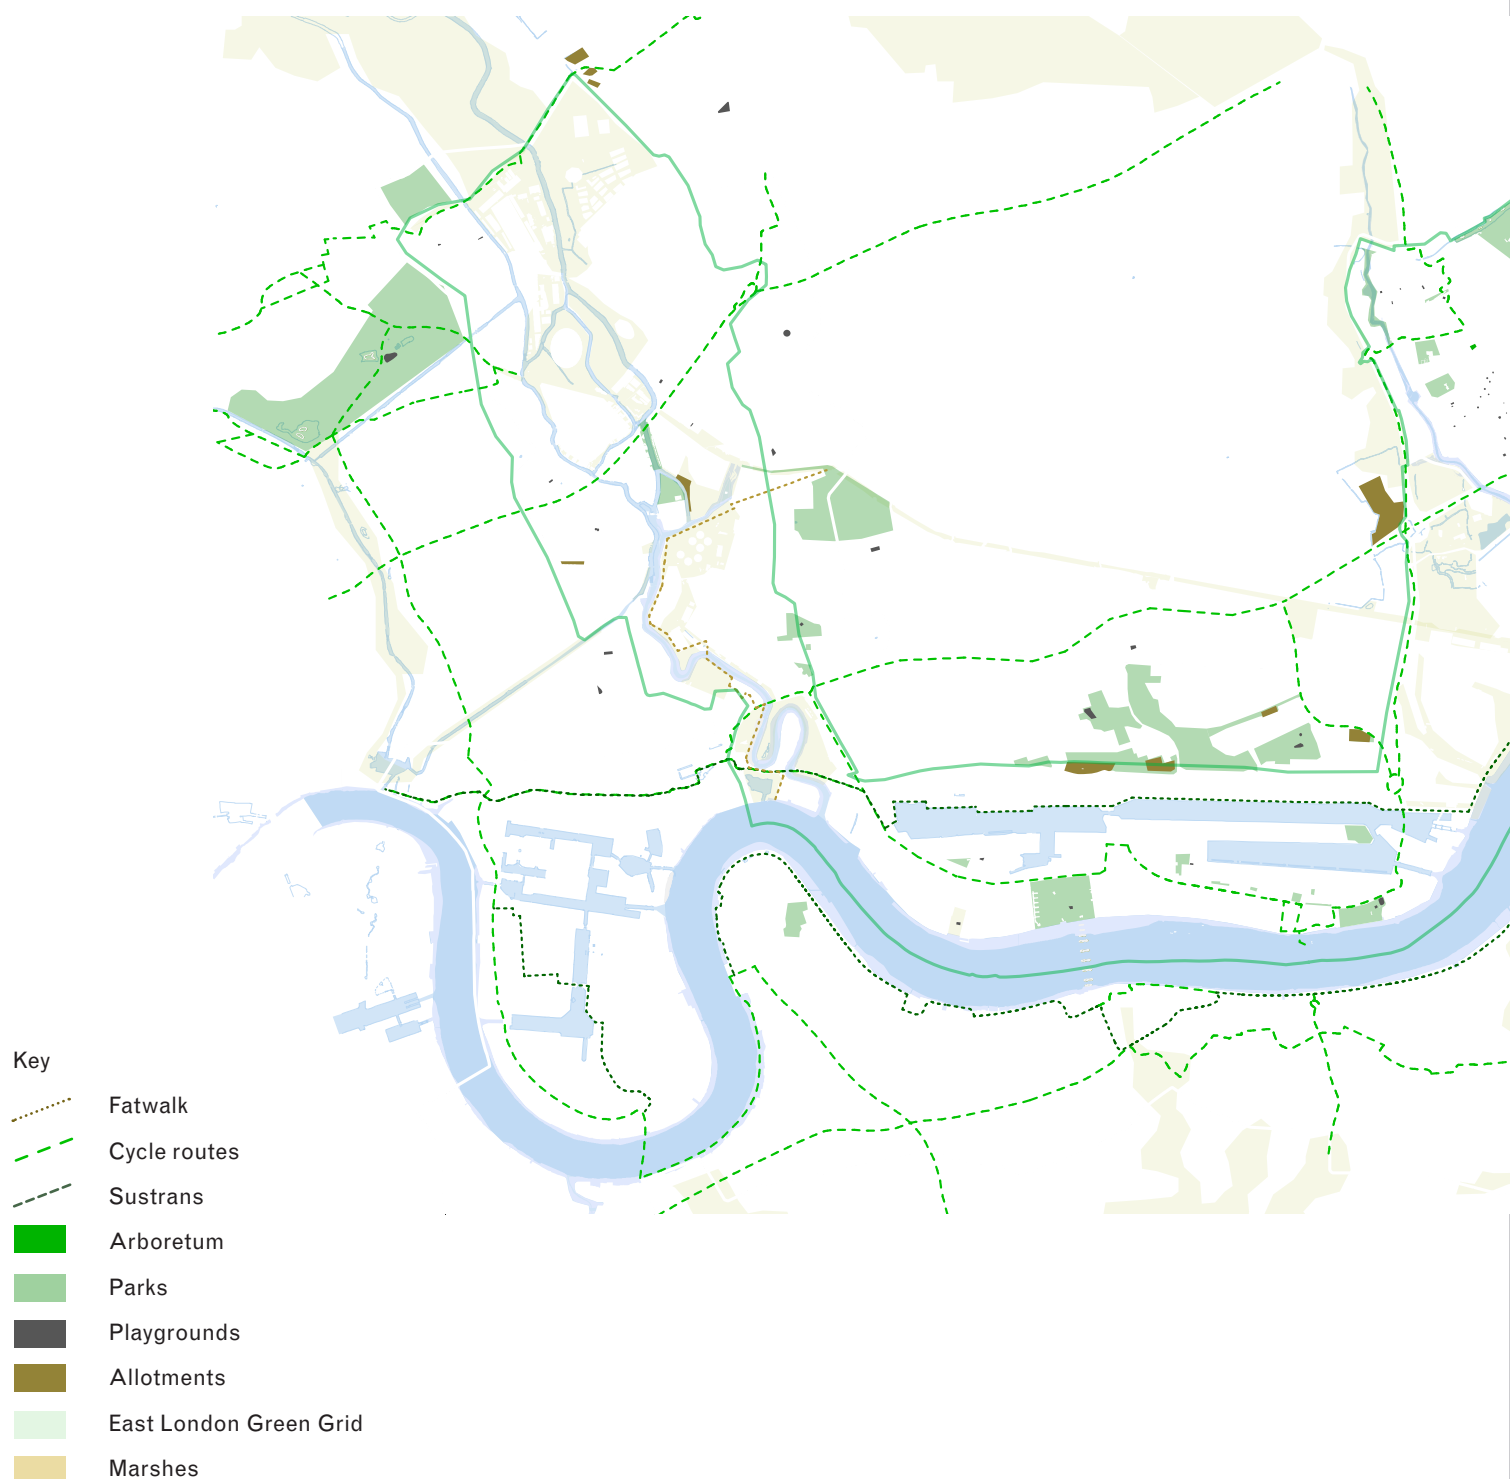 Key
Fatwalk
Cycle routes
Sustrans
Arboretum
Parks
Playgrounds
Allotments
East London Green Grid
Marshes